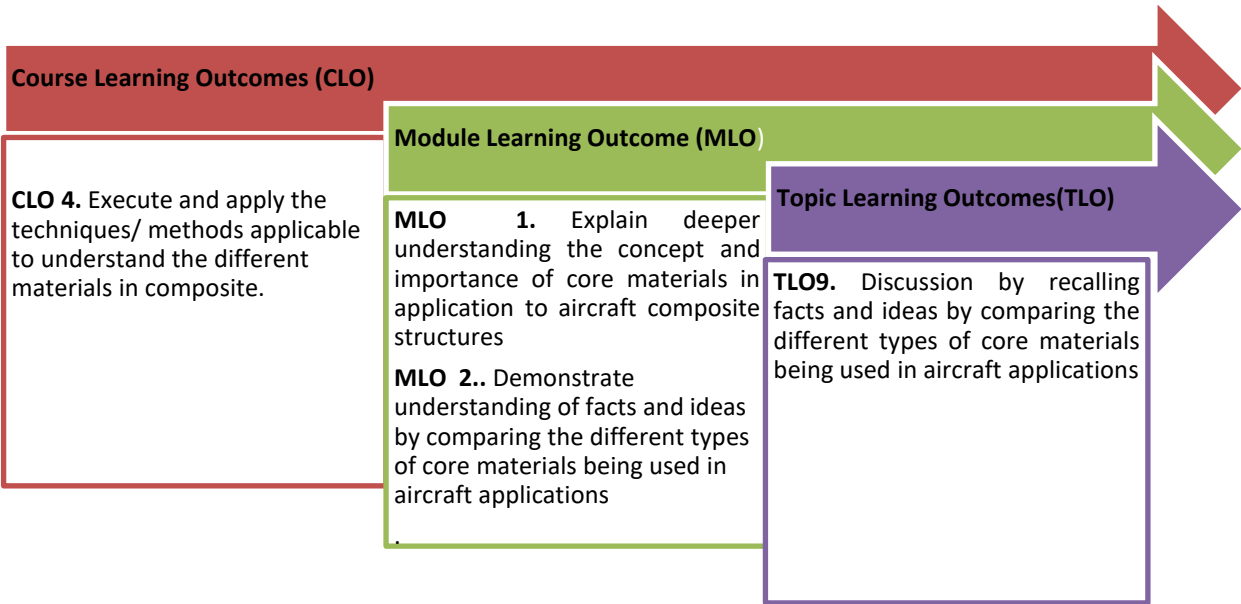 Course Learning Outcomes (CLO)
CLO 4. Execute and apply the
techniques/ methods applicable
to understand the different
materials in composite.
Module Learning Outcome (MLO)
MLO 1. Explain deeper
understanding the concept and
importance of core materials in
application to aircraft composite
structures
MLO 2.. Demonstrate
understanding of facts and ideas
by comparing the different types
of core materials being used in
aircraft applications
.
Topic Learning Outcomes(TLO)
TLO9. Discussion by recalling
facts and ideas by comparing the
different types of core materials
being used in aircraft applications